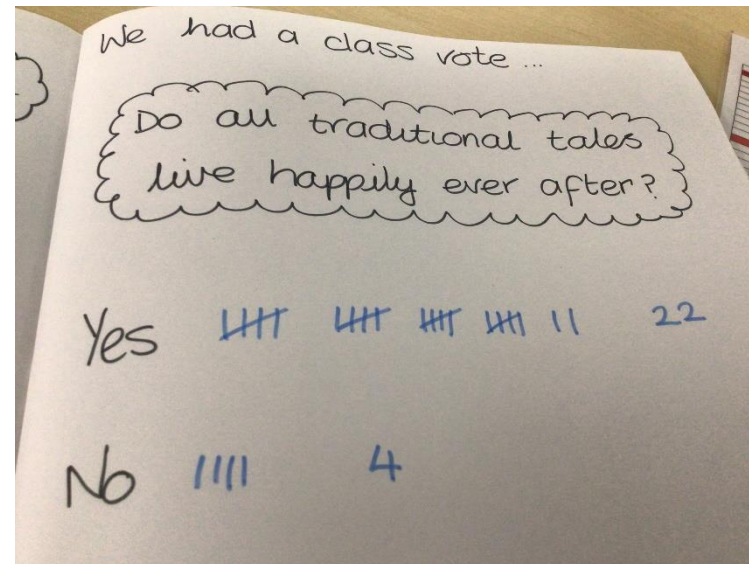 We had a class vote ...
Do all traditional tales
live happily ever after?
Yes 22
No 4